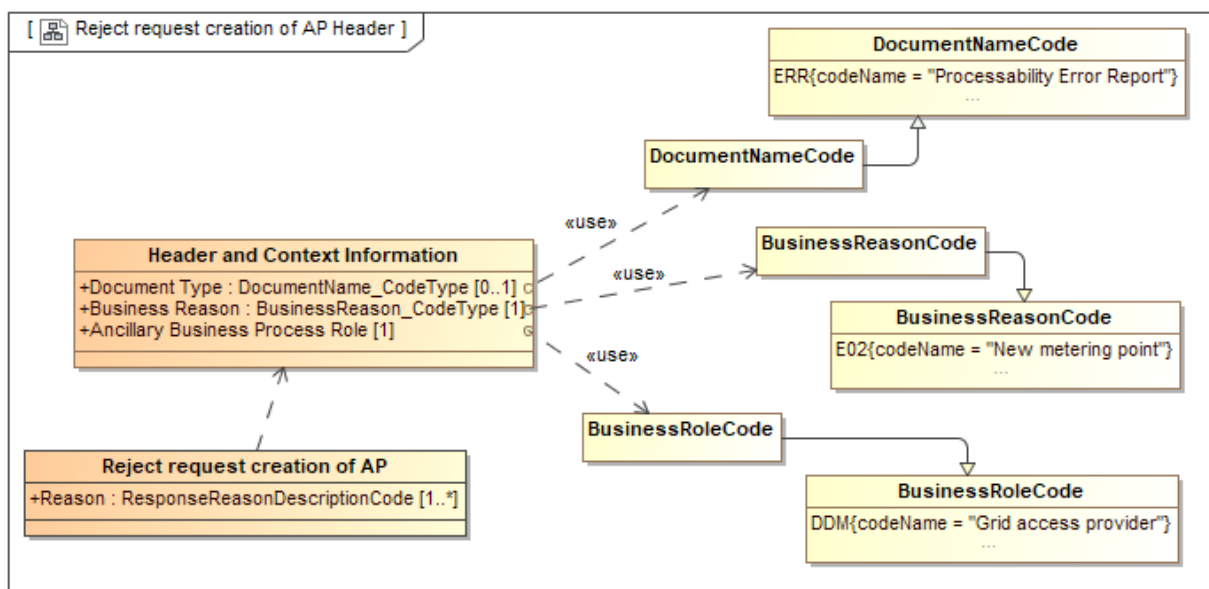 [ Reject request creation of AP Header ]
DocumentNameCode
ERR{codeName = "Processability Error Report"}
...
DocumentNameCode
«use»
BusinessReasonCode
«use»
Header and Context Information
+Document Type : DocumentName_CodeType [0..1]
+Business Reason : BusinessReason_CodeType [1]
+Ancillary Business Process Role [1]
BusinessReasonCode
E02{codeName = "New metering point"}
...
«use»
BusinessRoleCode
Reject request creation of AP
+Reason : ResponseReasonDescriptionCode [1..*]
BusinessRoleCode
DDM{codeName = "Grid access provider"}
...